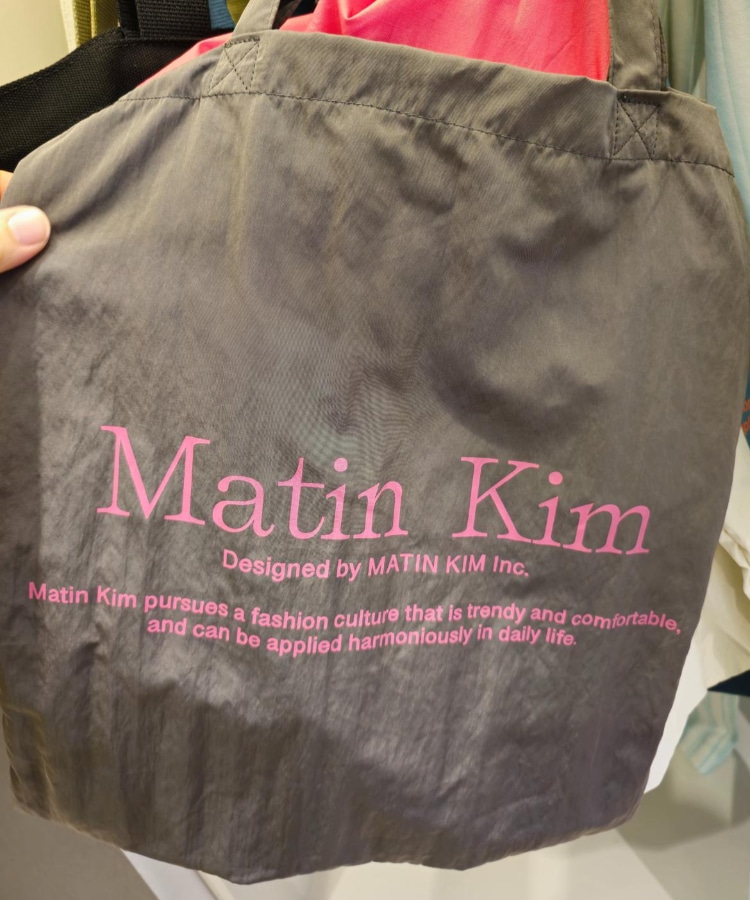 Matin Kim
Designed by MATIN KIM Inc.
Matin Kim pursues a fashion culture that is trendy and comfortable,
and can be applied harmoniously in daily life.